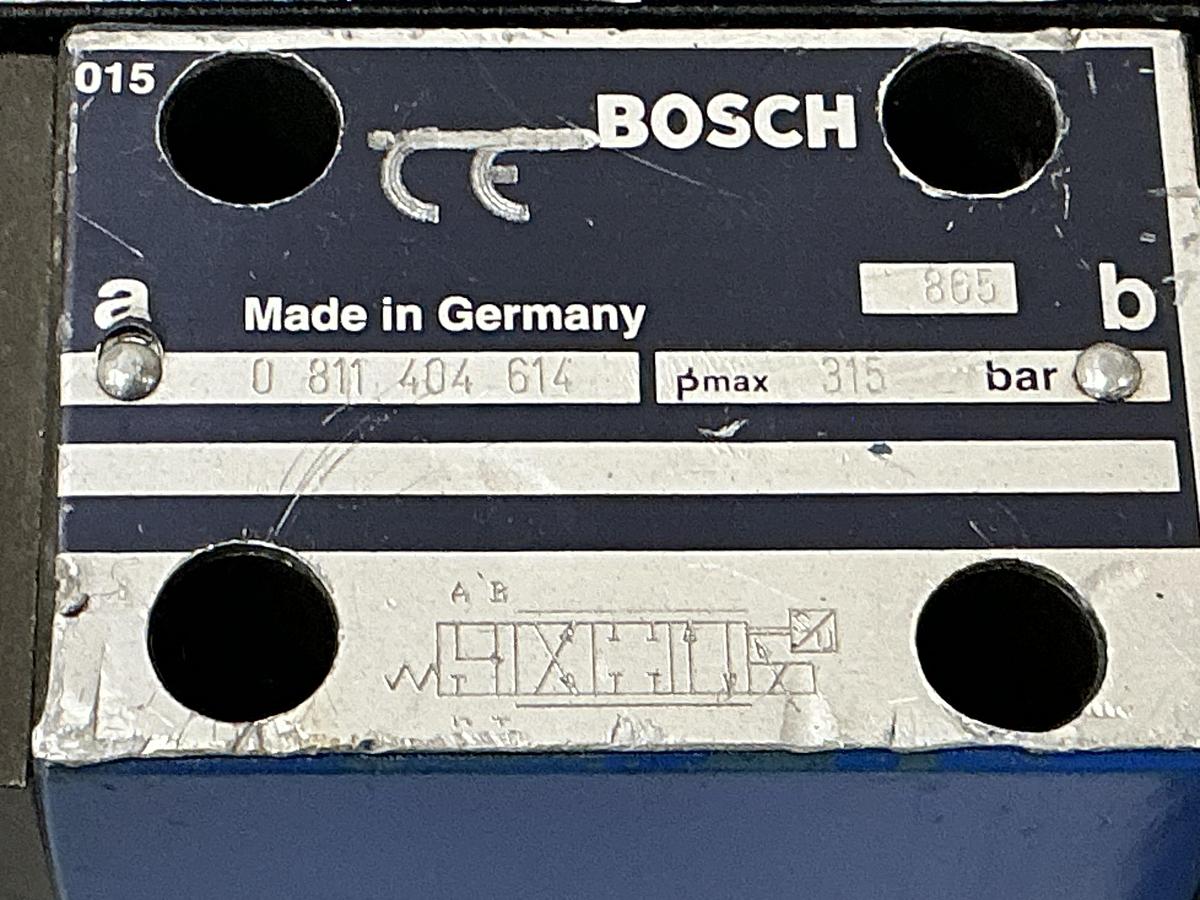 015
BOSCH
CE
865
a
b
Made in Germany
0 811 404 614
pmax 315 bar
A B
b